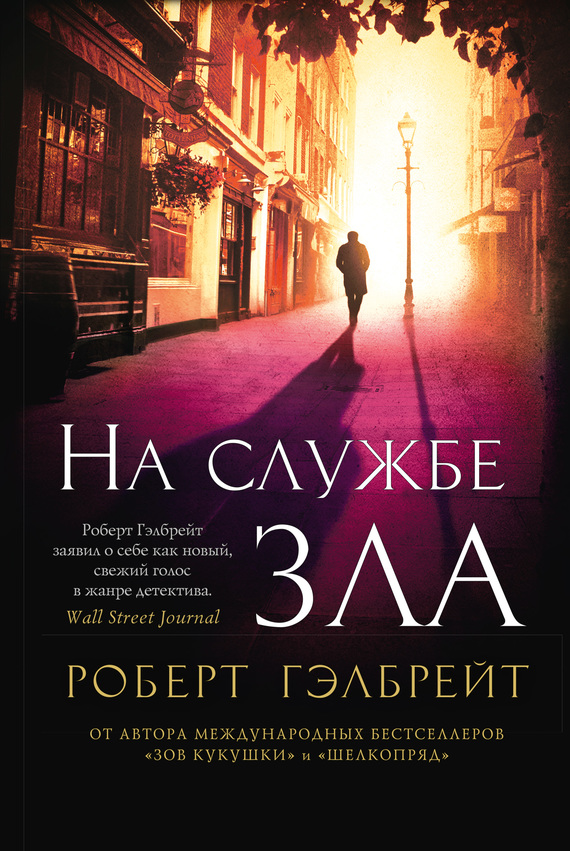 На службе
зла
Роберт Гэлбрейт
заявил о себе как новый,
свежий голос
в жанре детектива.
Wall Street Journal
Роберт Гэлбрейт
ОТ АВТОРА МЕЖДУНАРОДНЫХ БЕСТСЕЛЛЕРОВ
«ЗОВ КУКУШКИ» и «ШЕЛКОПРЯД»